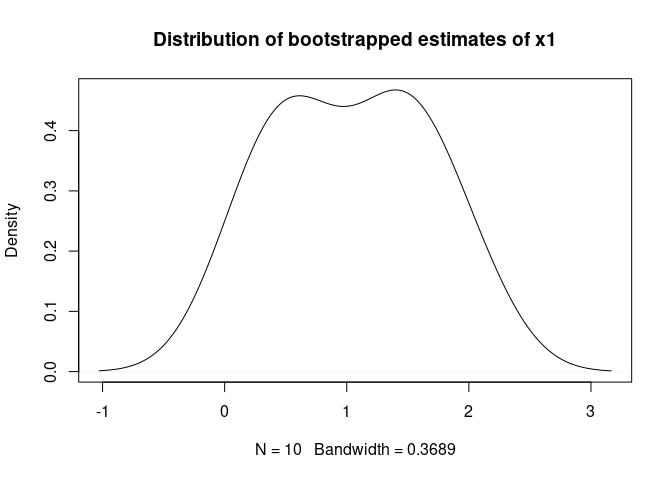 Distribution of bootstrapped estimates of x1
Density
0.4
0.3
0.2
0.1
0.0
-1 0 1 2 3
N = 10 Bandwidth = 0.3689